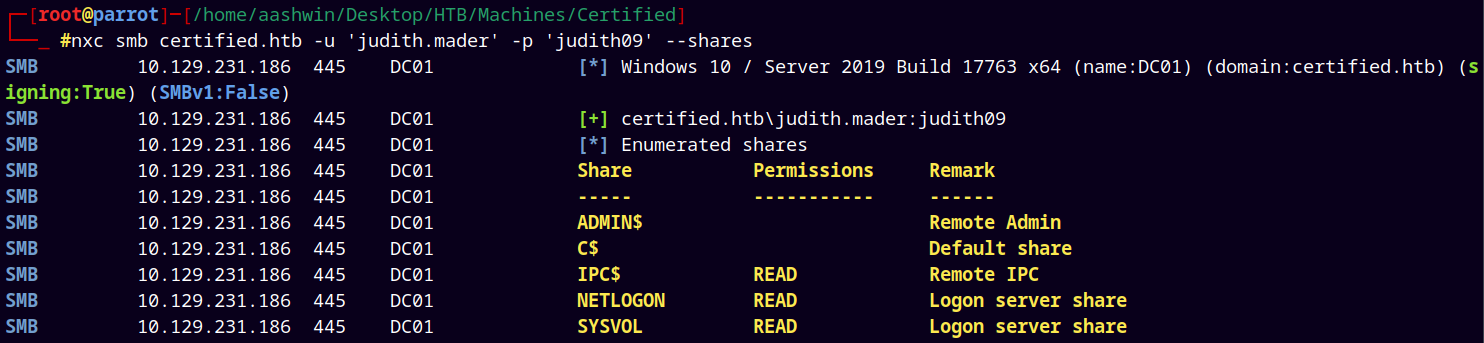 ┌─[root@parrot]─[/home/aashwin/Desktop/HTB/Machines/Certified]
└──╼ #nxc smb certified.htb -u 'judith.mader' -p 'judith09' --shares
SMB 10.129.231.186 445 DC01 [*] Windows 10 / Server 2019 Build 17763 x64 (name:DC01) (domain:certified.htb) (s
igning:True) (SMBv1:False)
SMB 10.129.231.186 445 DC01 [+] certified.htb\judith.mader:judith09
SMB 10.129.231.186 445 DC01 [*] Enumerated shares
SMB 10.129.231.186 445 DC01 Share Permissions Remark
SMB 10.129.231.186 445 DC01 ----- ----------- ------
SMB 10.129.231.186 445 DC01 ADMIN$ Remote Admin
SMB 10.129.231.186 445 DC01 C$ Default share
SMB 10.129.231.186 445 DC01 IPC$ READ Remote IPC
SMB 10.129.231.186 445 DC01 NETLOGON READ Logon server share
SMB 10.129.231.186 445 DC01 SYSVOL READ Logon server share